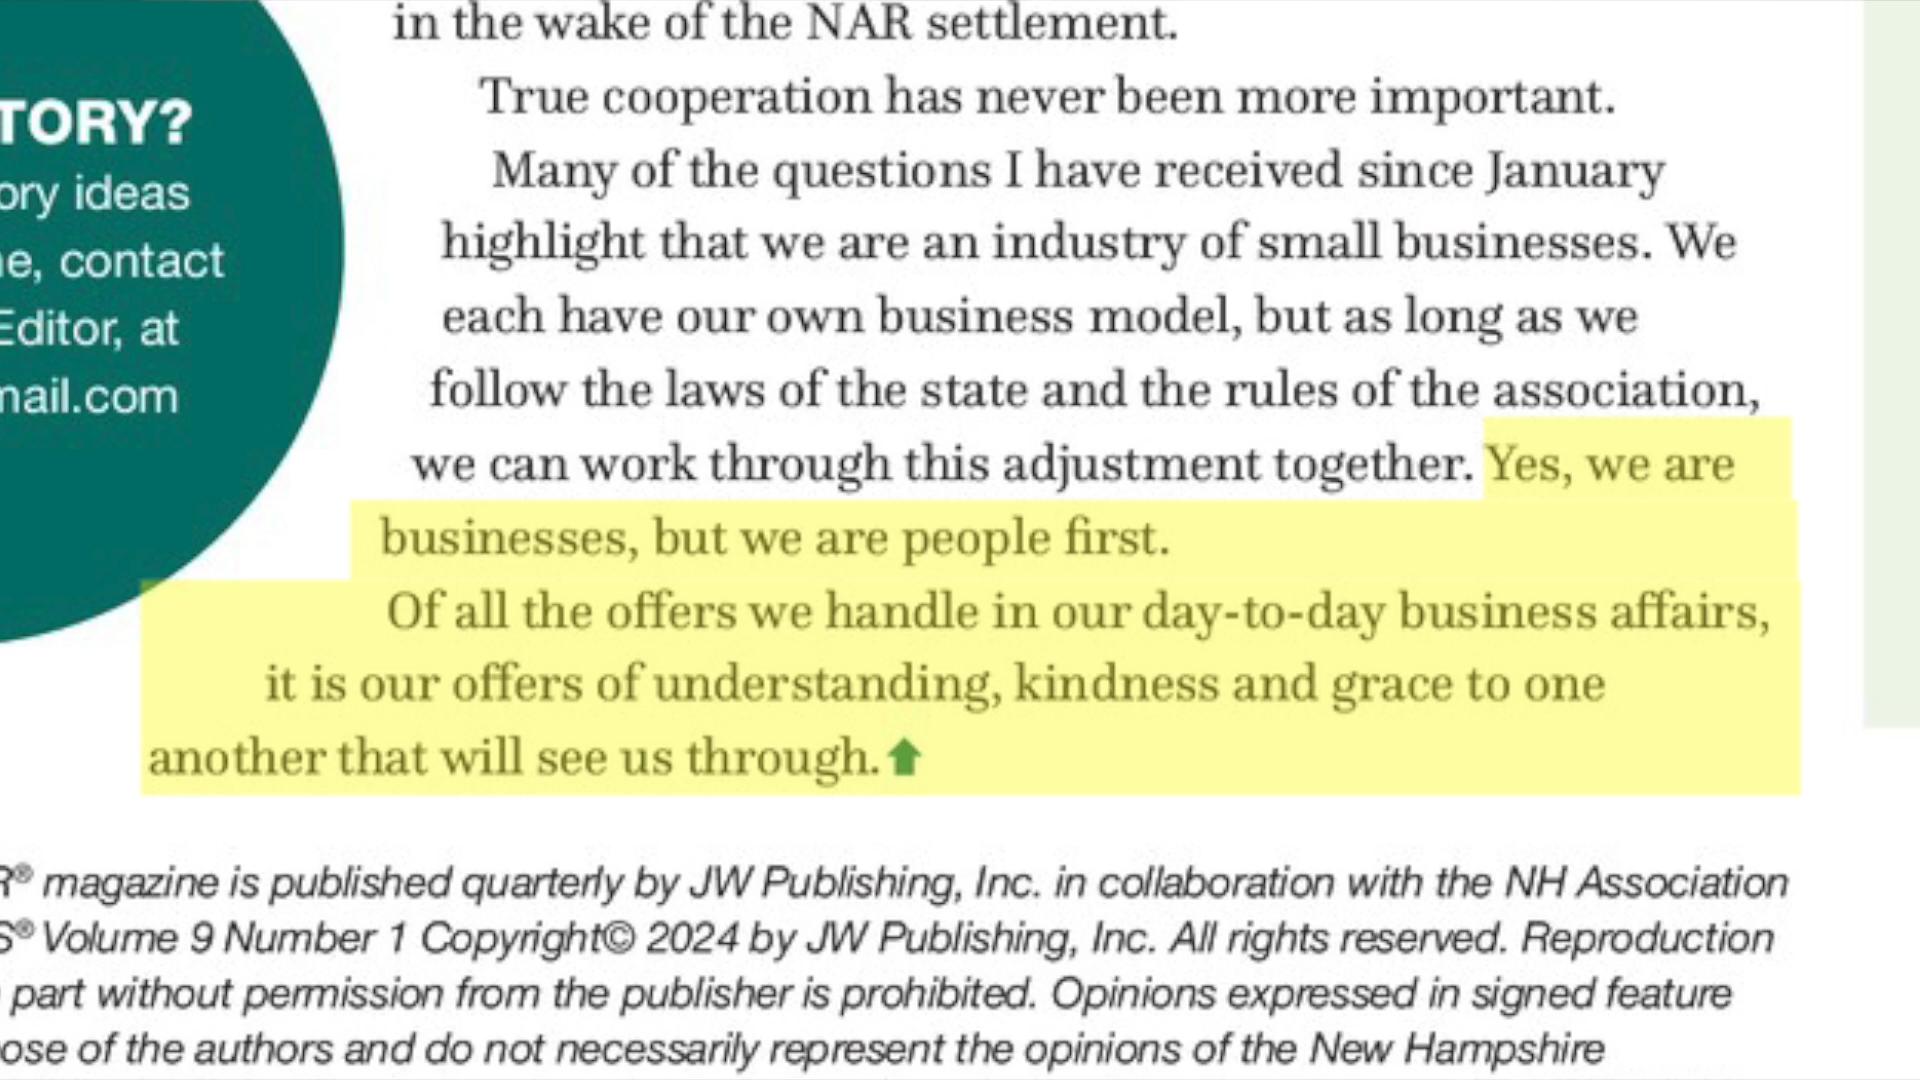 TORY?
ory ideas
contact
Editor, at
mail.com
in the wake of the NAR settlement.
True cooperation has never been more important.
Many of the questions I have received since January
highlight that we are an industry of small businesses. We
each have our own business model, but as long as we
follow the laws of the state and the rules of the association,
we can work through this adjustment together. Yes, we are
businesses, but we are people first.
Of all the offers we handle in our day-to-day business affairs,
it is our offers of understanding, kindness and grace to one
another that will see us through.
R® magazine is published quarterly by JW Publishing, Inc. in collaboration with the NH Association
S® Volume 9 Number 1 Copyright© 2024 by JW Publishing, Inc. All rights reserved. Reproduction
part without permission from the publisher is prohibited. Opinions expressed in signed feature
ose of the authors and do not necessarily represent the opinions of the New Hampshire